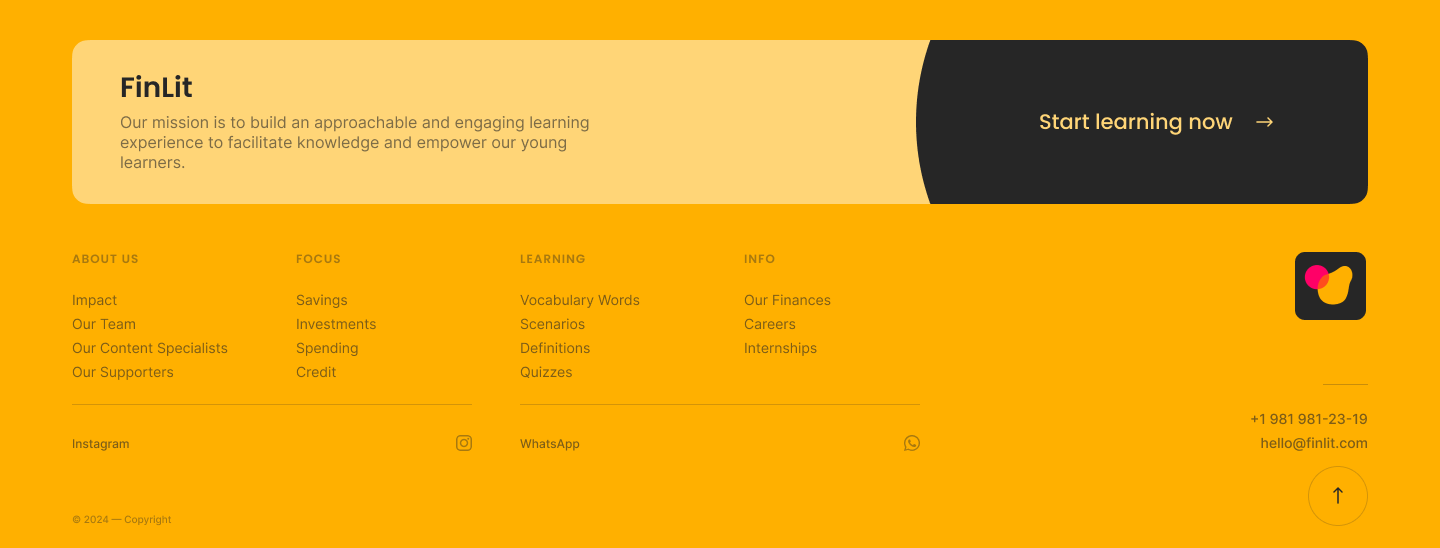 FinLit
Our mission is to build an approachable and engaging learning
experience to facilitate knowledge and empower our young
learners.
Start learning now
ABOUT US
Impact
Our Team
Our Content Specialists
Our Supporters
FOCUS
Savings
Investments
Spending
Credit
LEARNING
Vocabulary Words
Scenarios
Definitions
Quizzes
INFO
Our Finances
Careers
Internships
Instagram
WhatsApp
+1 981 981-23-19
hello@finlit.com
© 2024 — Copyright